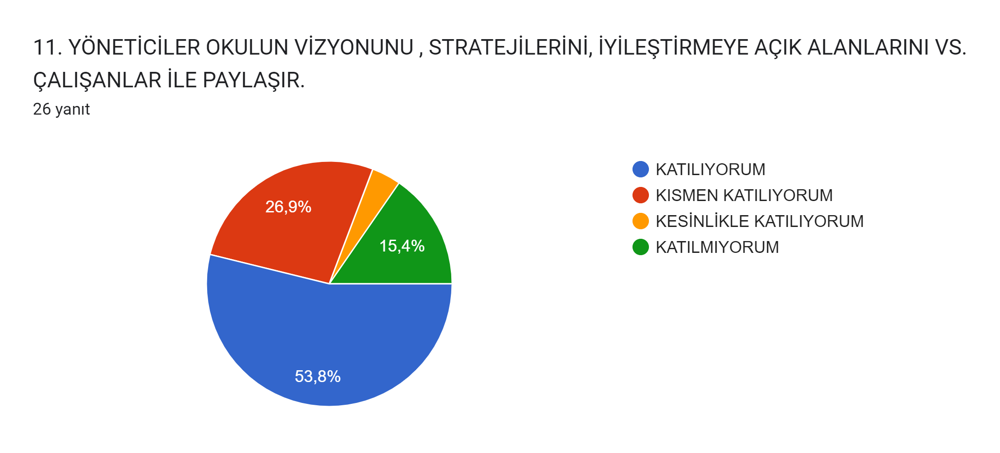 11. YÖNETİCİLER OKULUN VİZYONUNU , STRATEJİLERİNİ, İYİLEŞTİRMEYE AÇIK ALANLARINI VS.
ÇALIŞANLAR İLE PAYLAŞIR.
26 yanıt
KATILIYORUM
KISMEN KATILIYORUM
KESİNLİKLE KATILIYORUM
KATILMIYORUM
26,9%
15,4%
53,8%